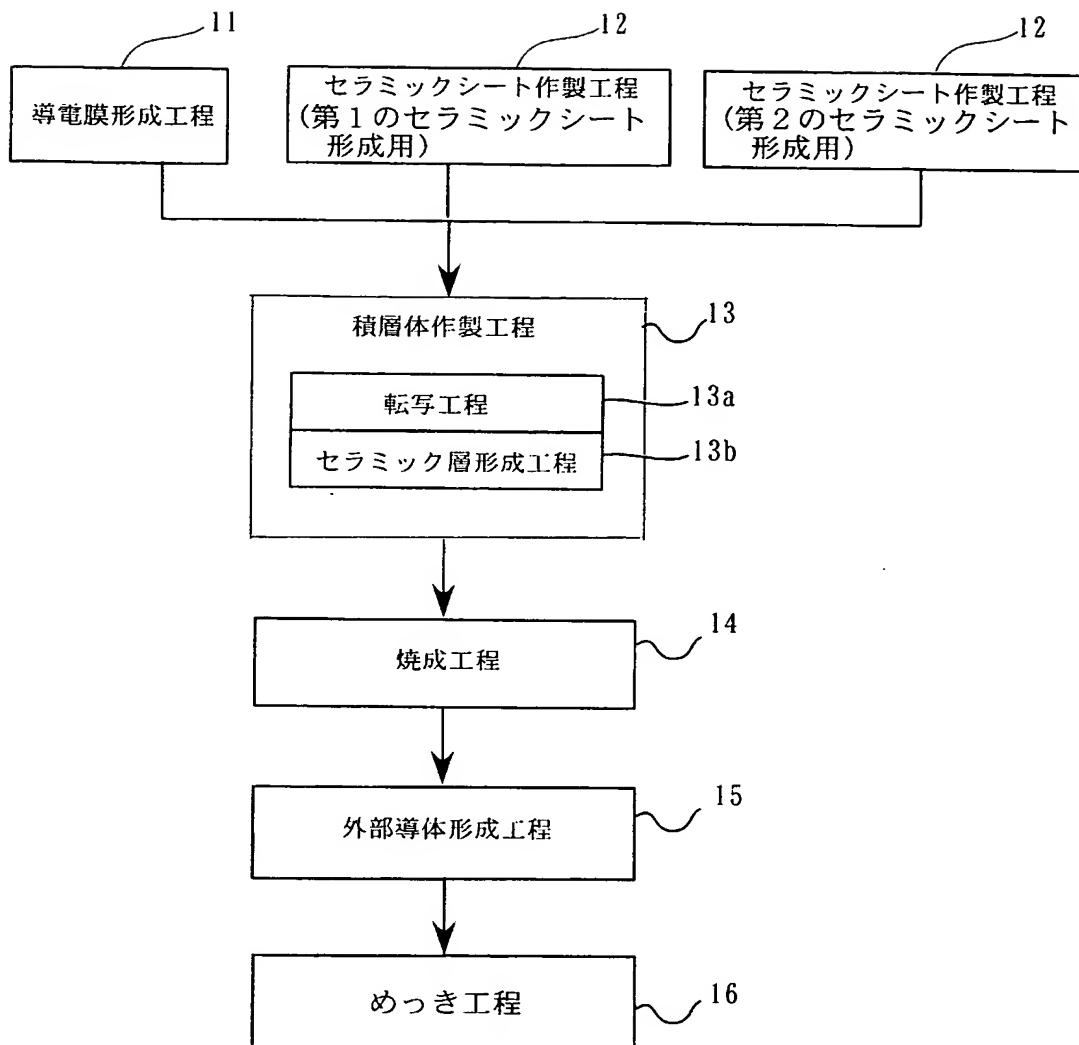 11
12
12
導電膜形成工程
セラミックシート作製工程
(第1のセラミックシート
形成用)
セラミックシート作製工程
(第2のセラミックシート
形成用)
積層体作製工程
13
転写工程
13a
セラミック層形成工程
13b
焼成工程
14
外部導体形成工程
15
めっき工程
16